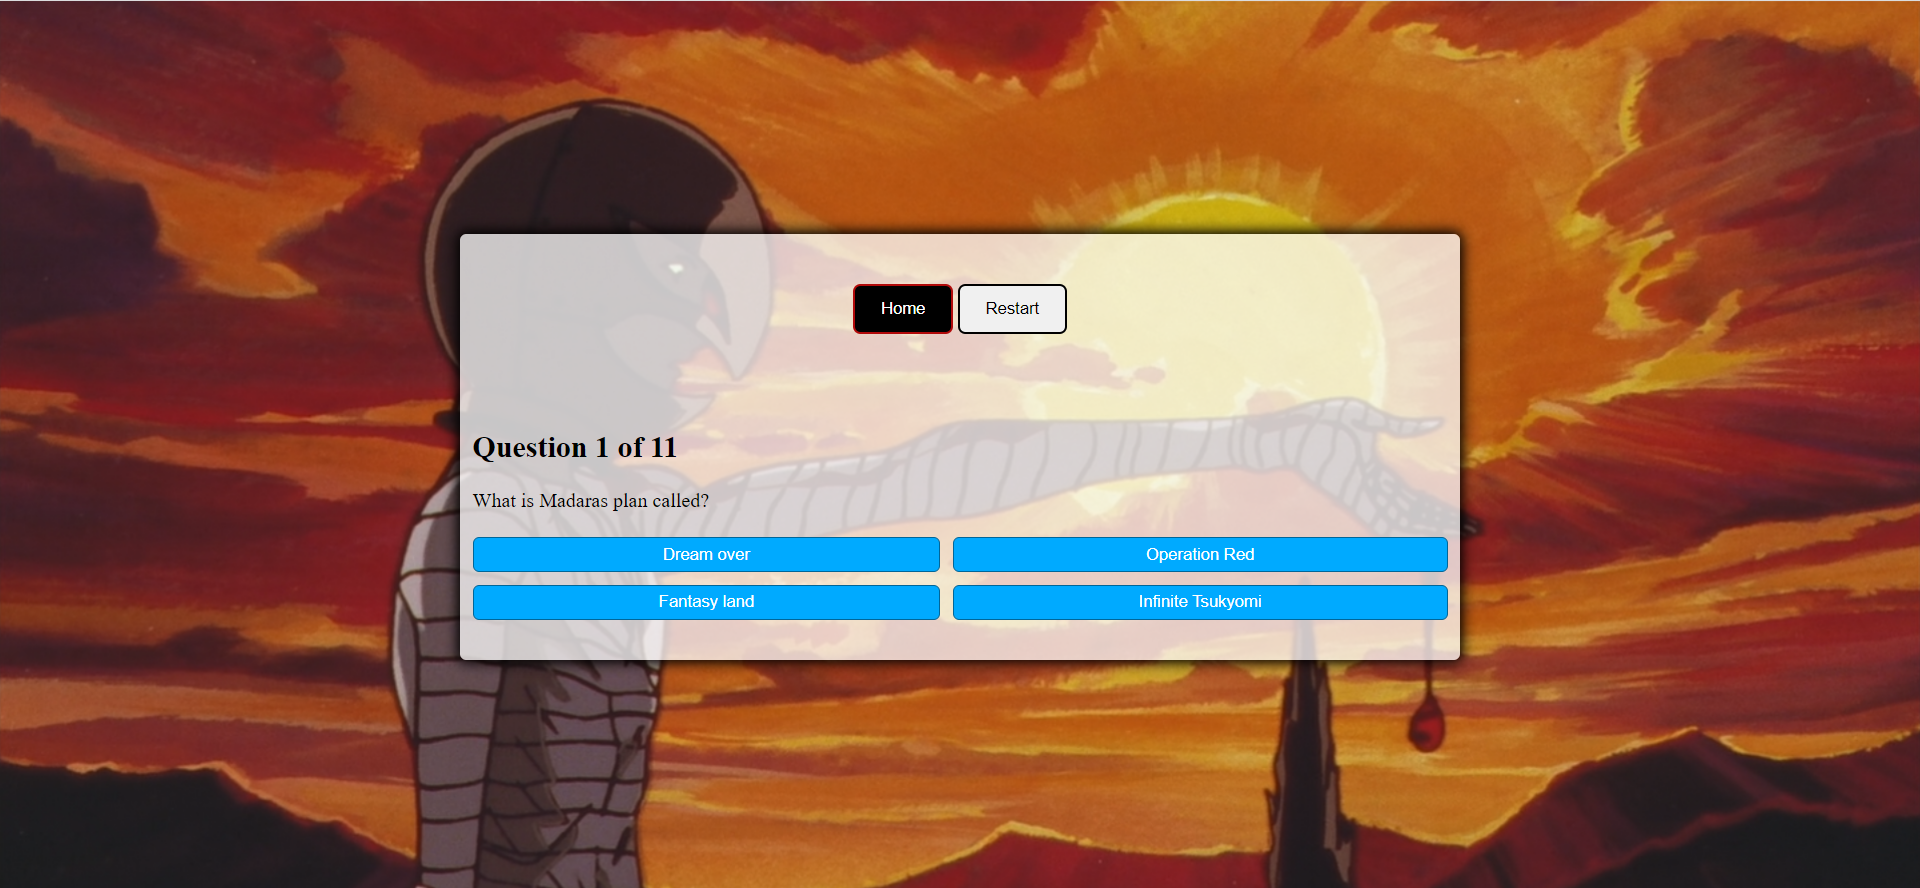 Home Restart
Question 1 of 11
What is Madaras plan called?
Dream over Operation Red
Fantasy land Infinite Tsukyomi